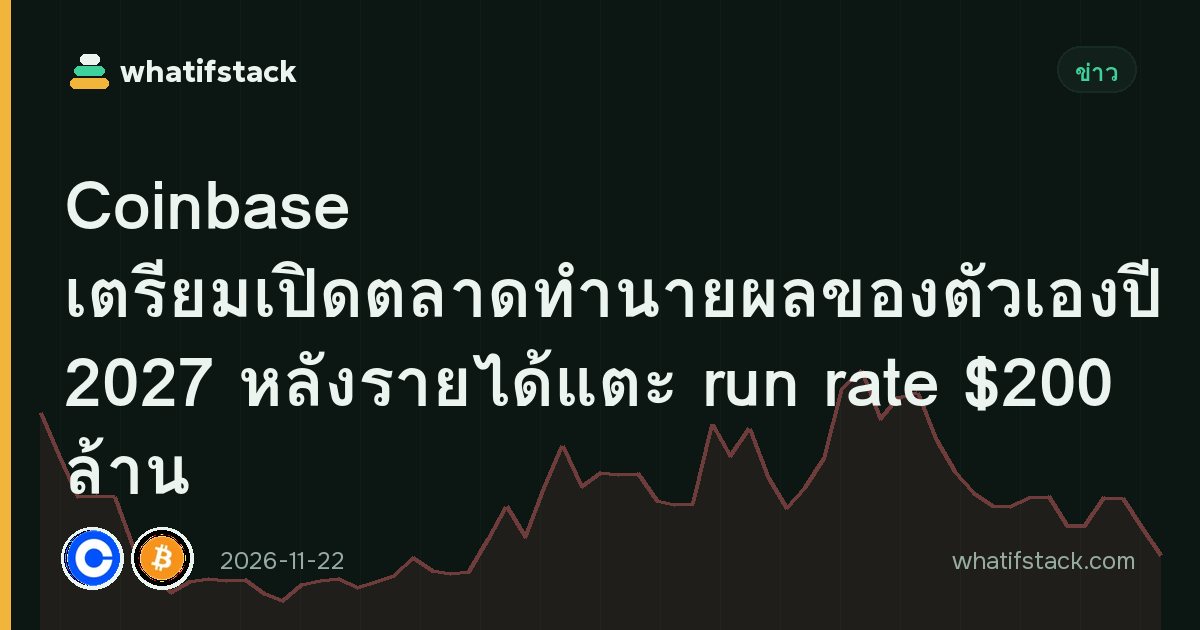 whatifstack
ข่าว
Coinbase
เตรียมเปิดตลาดทำนายผลของตัวเองปี
2027 หลังรายได้แตะ run rate $200
ล้าน
2026-11-22
whatifstack.com